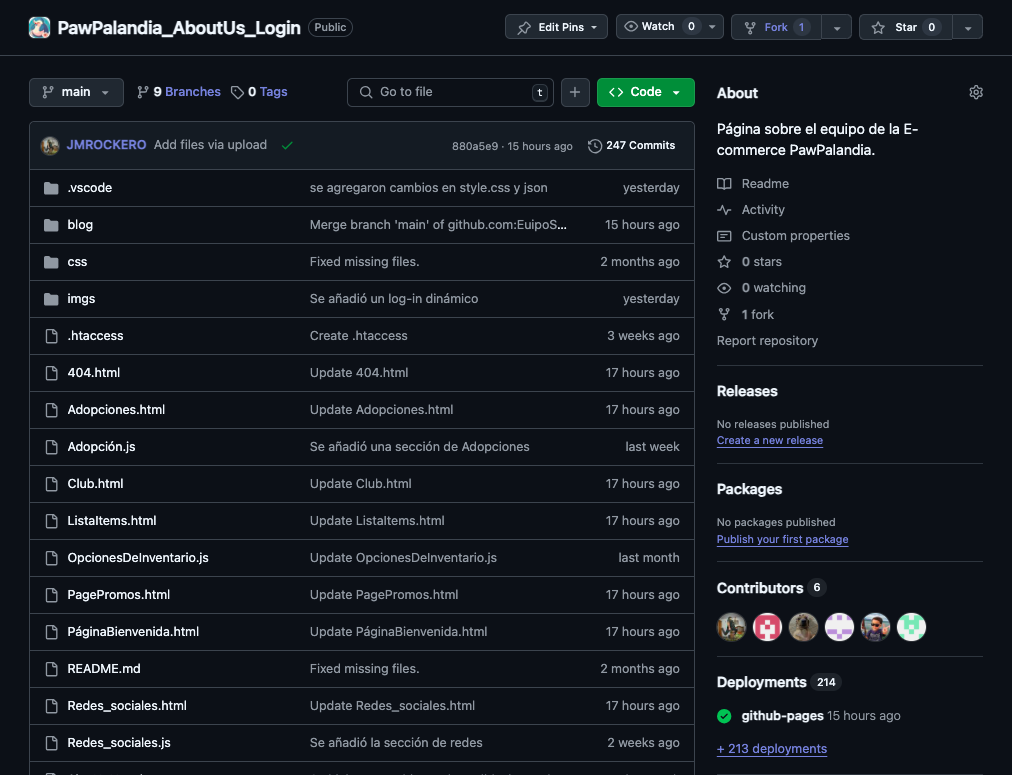 PawPalandia_AboutUs_Login Public Edit Pins Watch 0 Fork 1 Star 0
main 9 Branches 0 Tags Go to file t Code
JMROCKERO Add files via upload 880a5e9 · 15 hours ago 247 Commits
.vscode se agregaron cambios en style.css y json yesterday
blog Merge branch 'main' of github.com:EuipoS... 15 hours ago
css Fixed missing files. 2 months ago
imgs Se añadió un log-in dinámico yesterday
.htaccess Create .htaccess 3 weeks ago
404.html Update 404.html 17 hours ago
Adopciones.html Update Adopciones.html 17 hours ago
Adopción.js Se añadió una sección de Adopciones last week
Club.html Update Club.html 17 hours ago
ListaItems.html Update ListaItems.html 17 hours ago
OpcionesDeInventario.js Update OpcionesDeInventario.js last month
PagePromos.html Update PagePromos.html 17 hours ago
PáginaBienvenida.html Update PáginaBienvenida.html 17 hours ago
README.md Fixed missing files. 2 months ago
Redes_sociales.html Update Redes_sociales.html 17 hours ago
Redes_sociales.js Se añadió la sección de redes 2 weeks ago
About
Página sobre el equipo de la E-
commerce PawPalandia.
Readme
Activity
Custom properties
0 stars
0 watching
1 fork
Report repository
Releases
No releases published
Create a new release
Packages
No packages published
Publish your first package
Contributors 6
Deployments 214
github-pages 15 hours ago
+ 213 deployments